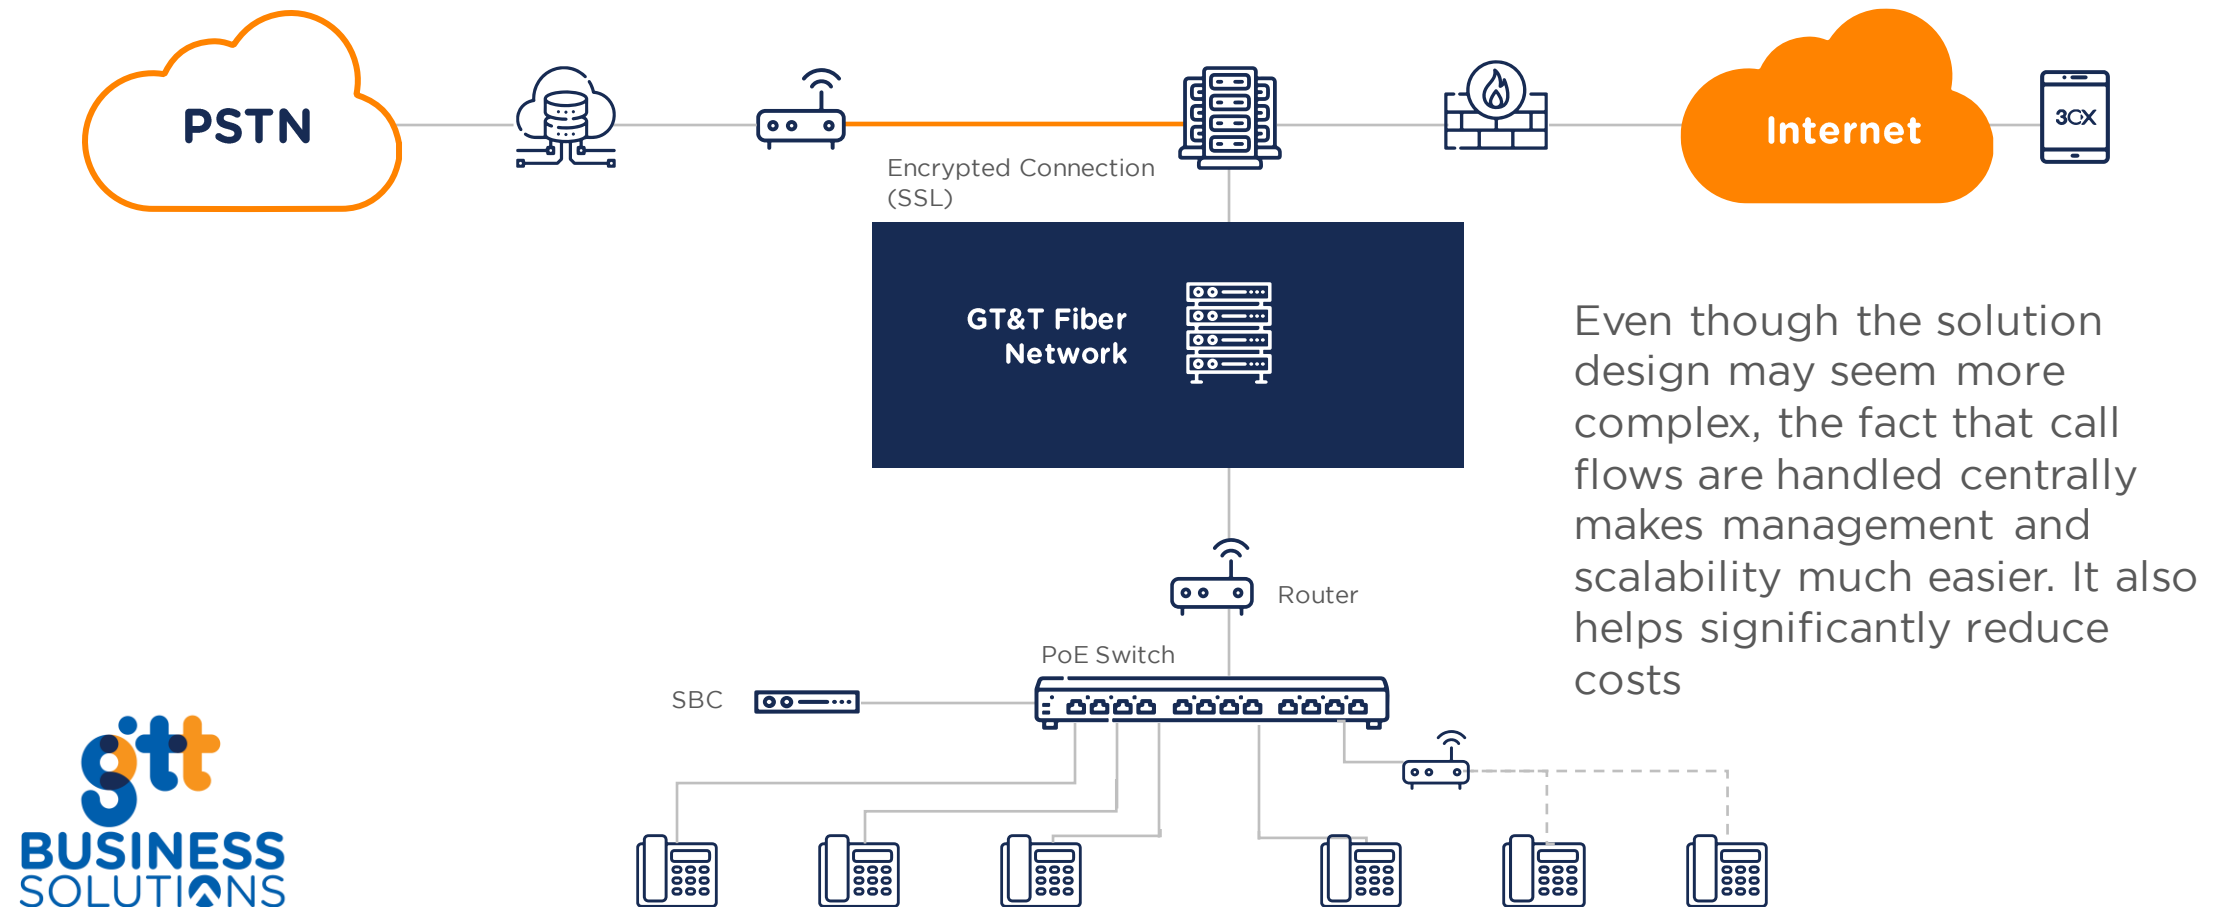 PSTN
Internet
3CX
Encrypted Connection
(SSL)
GT&T Fiber
Network
Even though the solution
design may seem more
complex, the fact that call
flows are handled centrally
makes management and
scalability much easier. It also
helps significantly reduce
costs
Router
PoE Switch
SBC
gtt
BUSINESS
SOLUTIONS